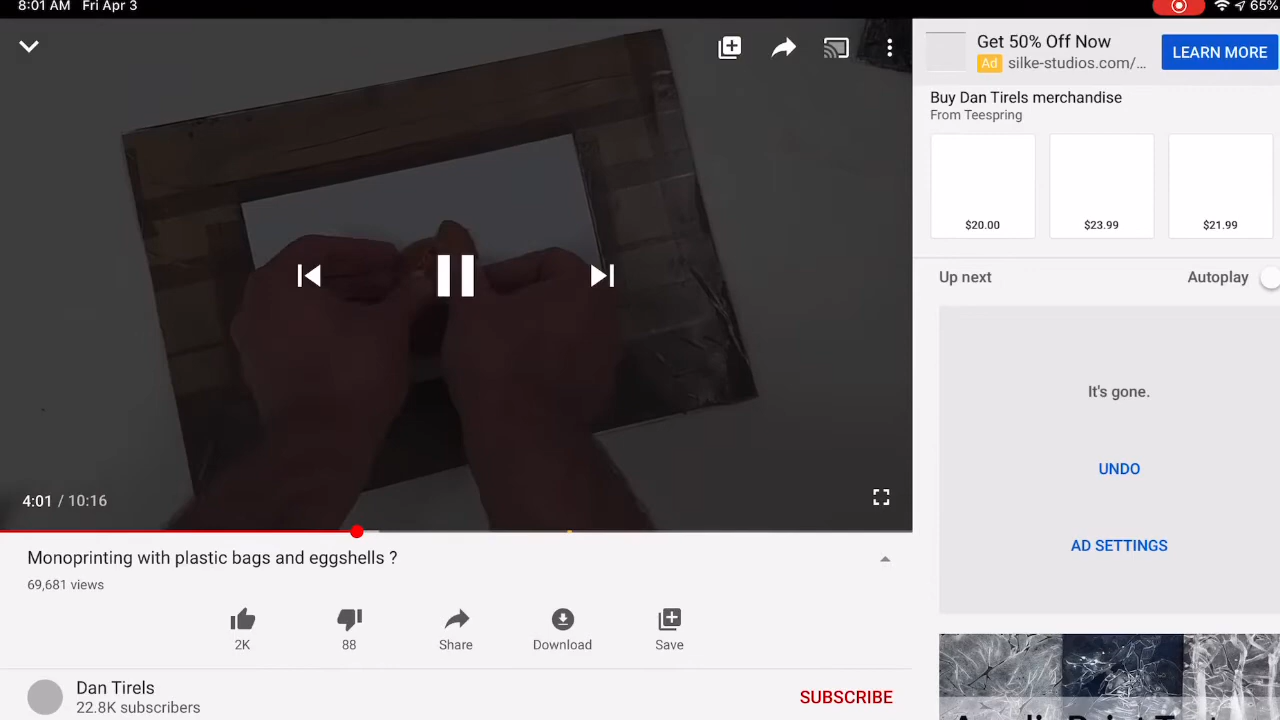 8:01 AM Fri Apr 3
65%
Get 50% Off Now
Ad silke-studios.com/...
LEARN MORE
Buy Dan Tirels merchandise
From Teespring
$20.00
$23.99
$21.99
Up next
Autoplay
It's gone.
UNDO
AD SETTINGS
4:01 / 10:16
Monoprinting with plastic bags and eggshells ?
69,681 views
2K
88
Share
Download
Save
Dan Tirels
22.8K subscribers
SUBSCRIBE